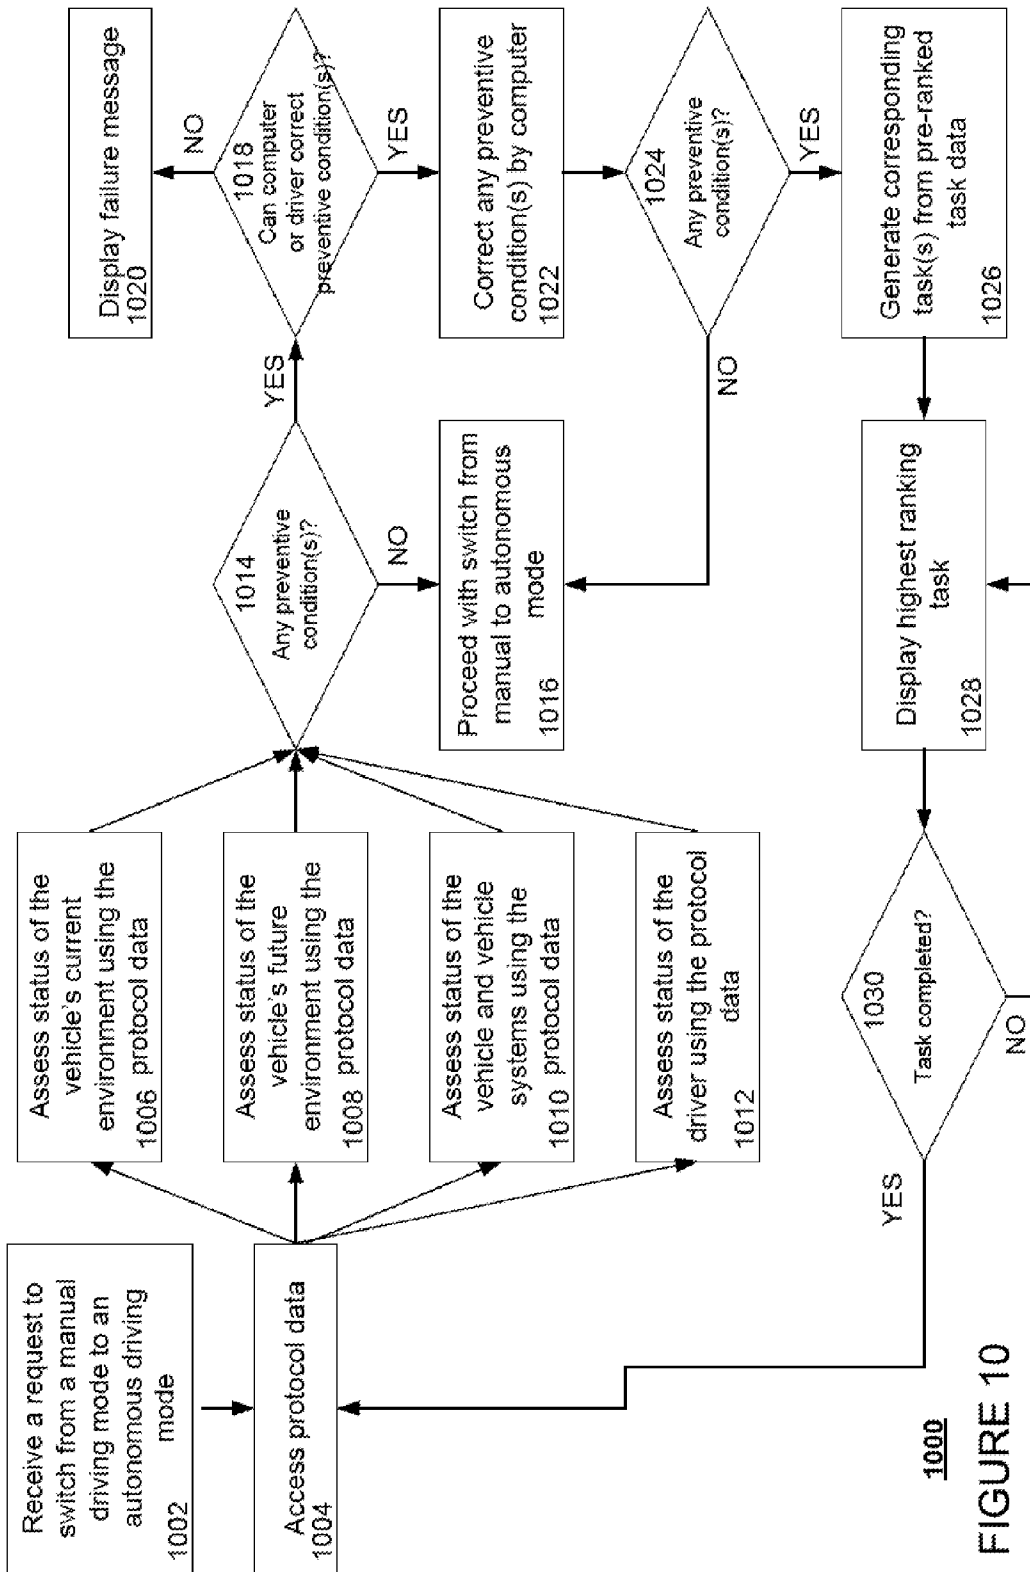 Receive a request to
switch from a manual
driving mode to an
autonomous driving
mode
1002
Access protocol data
1004
Assess status of the
vehicle's current
environment using the
protocol data
1006
Assess status of the
vehicle's future
environment using the
protocol data
1008
Assess status of the
vehicle and vehicle
systems using the
protocol data
1010
Assess status of the
driver using the protocol
data
1012
1014
Any preventive
condition(s)?
YES
NO
Proceed with switch from
manual to autonomous
mode
1016
1018
Can computer
or driver correct
preventive condition(s)?
NO
YES
Display failure message
1020
Correct any preventive
condition(s) by computer
1022
1024
Any preventive
condition(s)?
NO
YES
Generate corresponding
task(s) from pre-ranked
task data
1026
Display highest ranking
task
1028
1030
Task completed?
YES
NO
1000
FIGURE 10